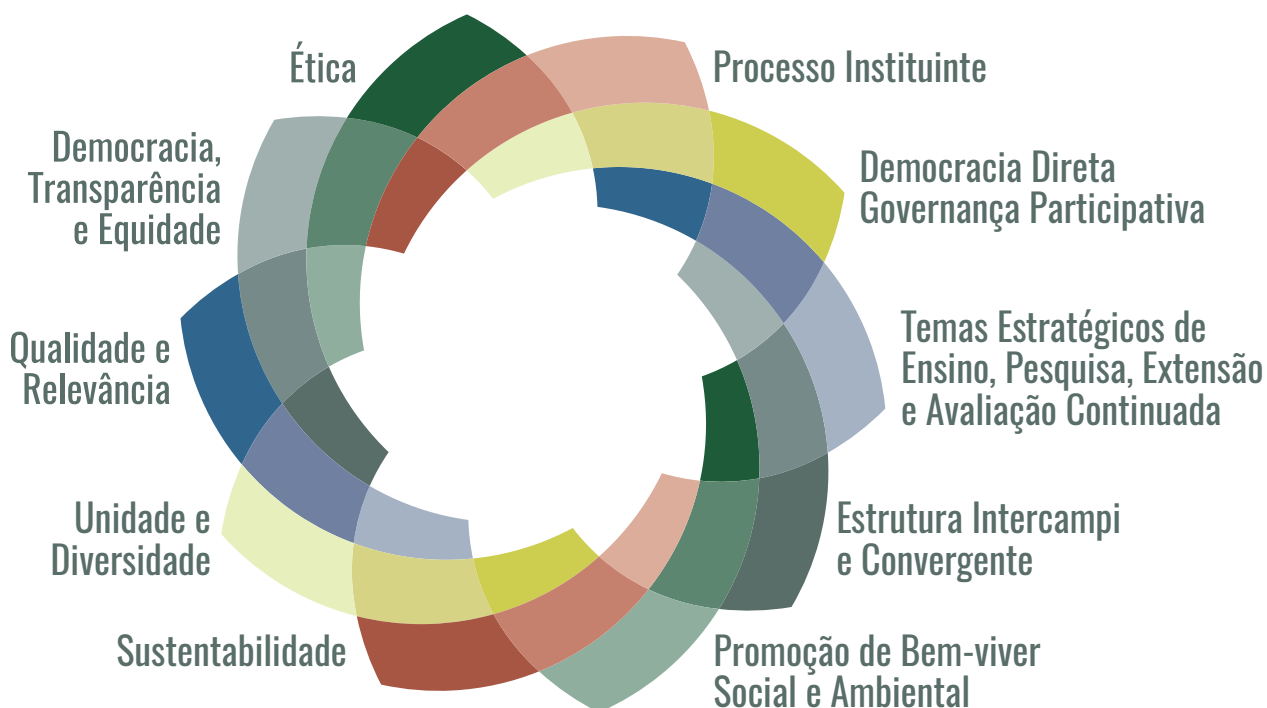 Ética
Processo Instituinte
Democracia,
Transparência
e Equidade
Democracia Direta
Governança Participativa
Qualidade e
Relevância
Temas Estratégicos de
Ensino, Pesquisa, Extensão
e Avaliação Continuada
Unidade e
Diversidade
Estrutura Intercampi
e Convergente
Sustentabilidade
Promoção de Bem-viver
Social e Ambiental